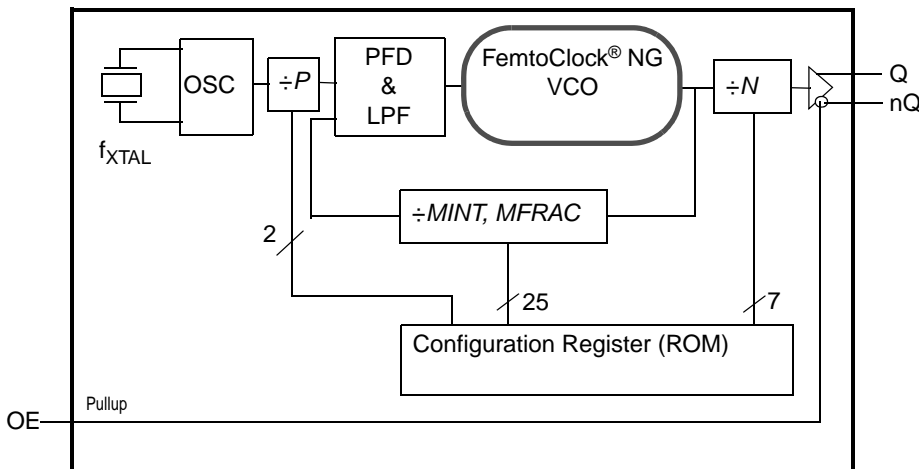 PFD
&
LPF
FemtoClock® NG
VCO
OSC
÷P
÷N
Q
nQ
fXTAL
÷MINT, MFRAC
2
25
7
Configuration Register (ROM)
Pullup
OE